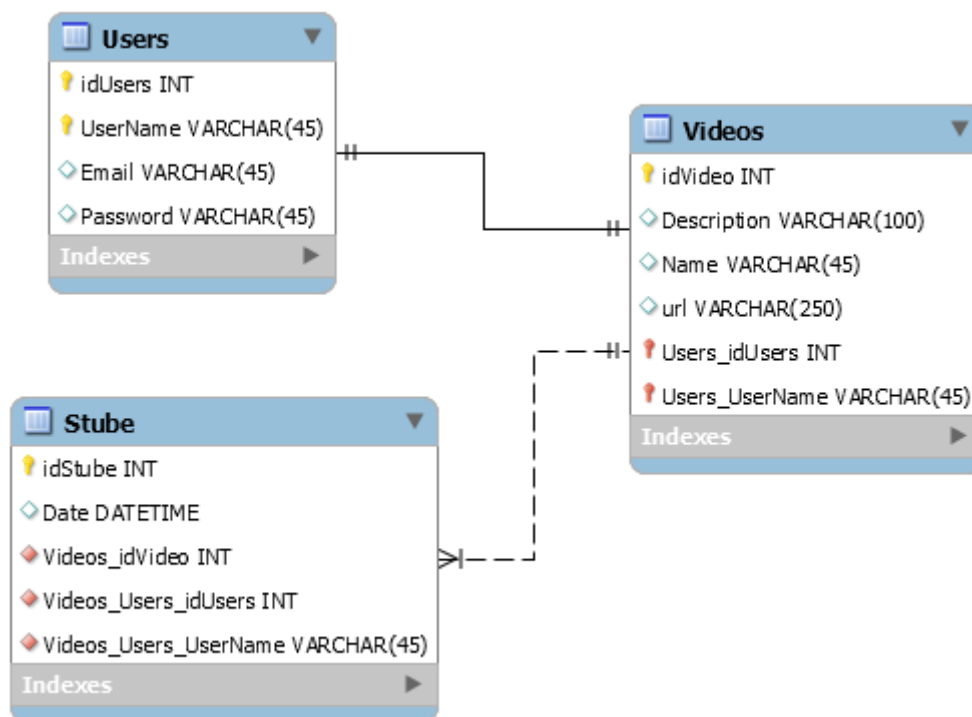 Users
idUsers INT
UserName VARCHAR(45)
Email VARCHAR(45)
Password VARCHAR(45)
Indexes
Videos
idVideo INT
Description VARCHAR(100)
Name VARCHAR(45)
url VARCHAR(250)
Users_idUsers INT
Users_UserName VARCHAR(45)
Indexes
Stube
idStube INT
Date DATETIME
Videos_idVideo INT
Videos_Users_idUsers INT
Videos_Users_UserName VARCHAR(45)
Indexes